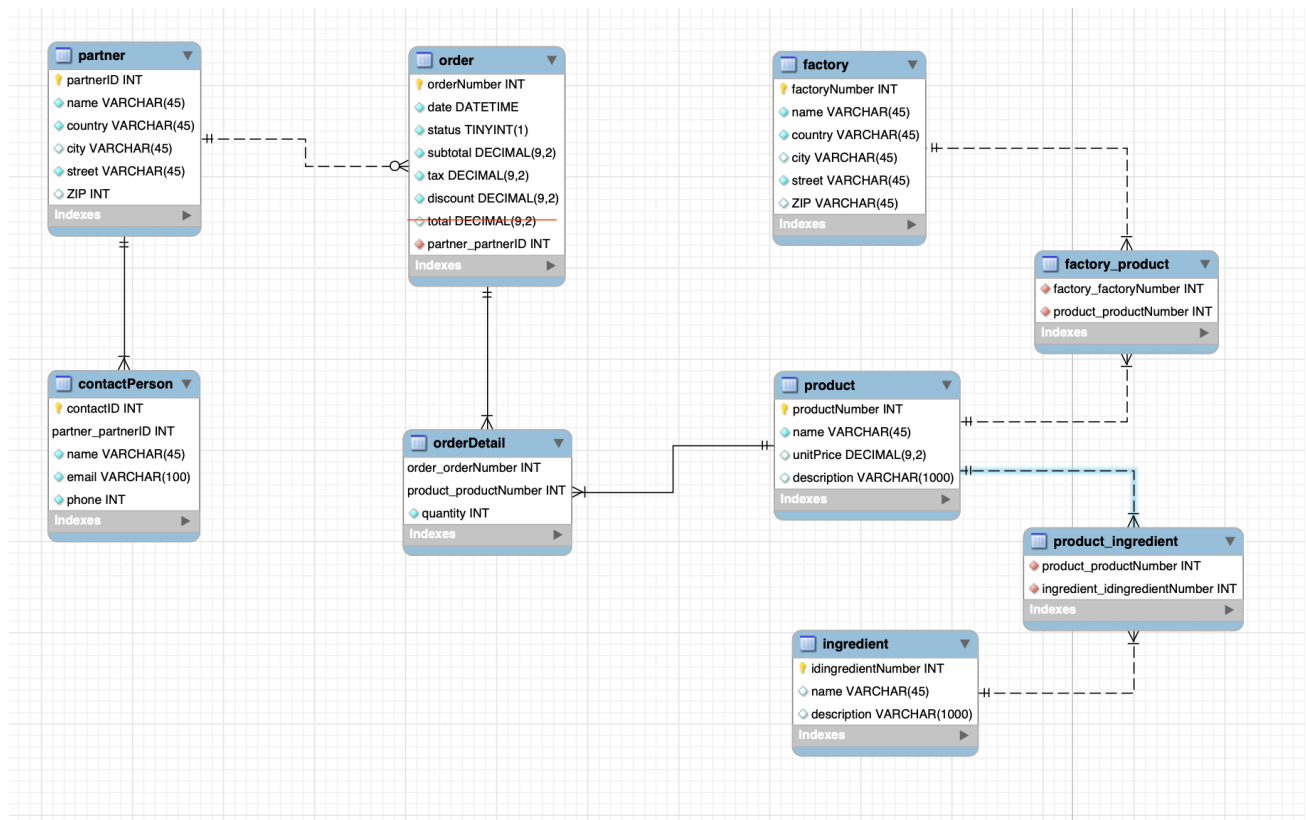 partner
partnerID INT
name VARCHAR(45)
country VARCHAR(45)
city VARCHAR(45)
street VARCHAR(45)
ZIP INT
Indexes
order
orderNumber INT
date DATETIME
status TINYINT(1)
subtotal DECIMAL(9,2)
tax DECIMAL(9,2)
discount DECIMAL(9,2)
total DECIMAL(9,2)
partner_partnerID INT
Indexes
factory
factoryNumber INT
name VARCHAR(45)
country VARCHAR(45)
city VARCHAR(45)
street VARCHAR(45)
ZIP VARCHAR(45)
Indexes
factory_product
factory_factoryNumber INT
product_productNumber INT
Indexes
contactPerson
contactID INT
partner_partnerID INT
name VARCHAR(45)
email VARCHAR(100)
phone INT
Indexes
orderDetail
order_orderNumber INT
product_productNumber INT
quantity INT
Indexes
product
productNumber INT
name VARCHAR(45)
unitPrice DECIMAL(9,2)
description VARCHAR(1000)
Indexes
product_ingredient
product_productNumber INT
ingredient_idingredientNumber INT
Indexes
ingredient
idingredientNumber INT
name VARCHAR(45)
description VARCHAR(1000)
Indexes